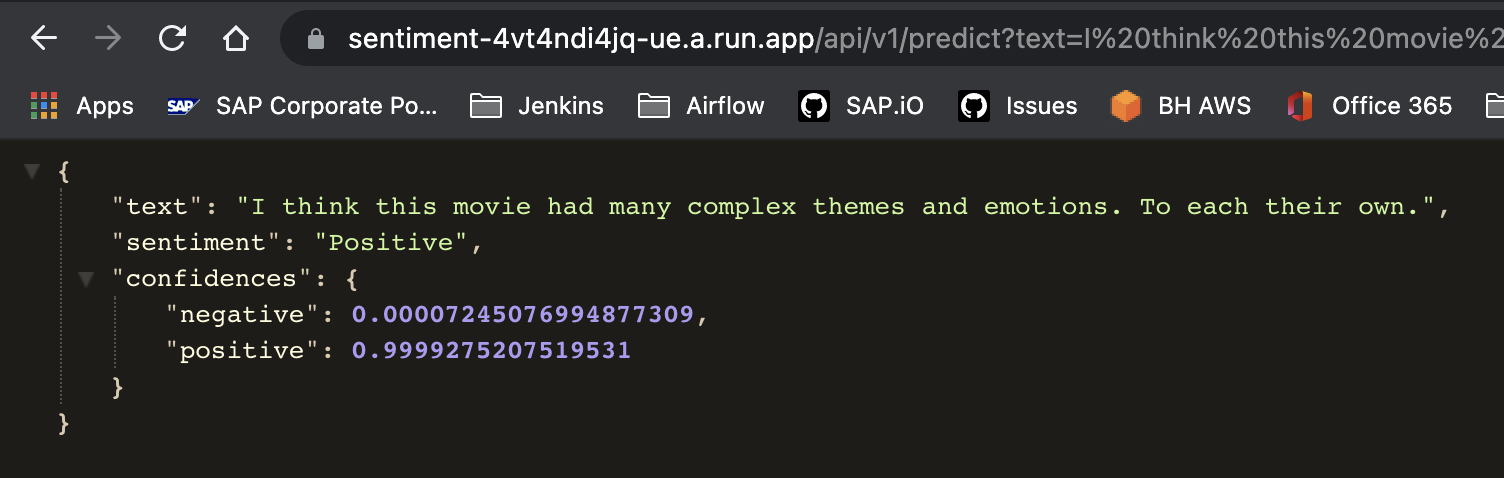 sentiment-4vt4ndi4jq-ue.a.run.app/api/v1/predict?text=I%20think%20this%20movie%2
Apps SAP SAP Corporate Po... Jenkins Airflow SAP.iO Issues BH AWS Office 365
{
"text": "I think this movie had many complex themes and emotions. To each their own.",
"sentiment": "Positive",
"confidences": {
"negative": 0.00007245076994877309,
"positive": 0.9999275207519531
}
}